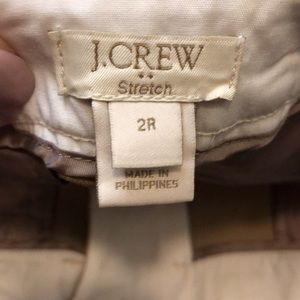 J.CREW
Stretch
2R
MADE IN
PHILIPPINES